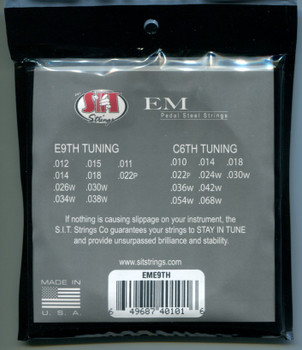 SIT
Strings
EM
Pedal Steel Strings
E9TH TUNING
.012 .015 .011
.014 .018 .022P
.026W .030W
.034W .038W
C6TH TUNING
.010 .014 .018
.022P .024W .030W
.036W .042W
.054W .068W
If nothing is causing slippage on your instrument, the
S.I.T. Strings Co guarantees your strings to STAY IN TUNE
and provide unsurpassed brilliance and stability.
www.sitstrings.com
EME9TH
6 49687 40101 6
MADE IN
U.S.A.